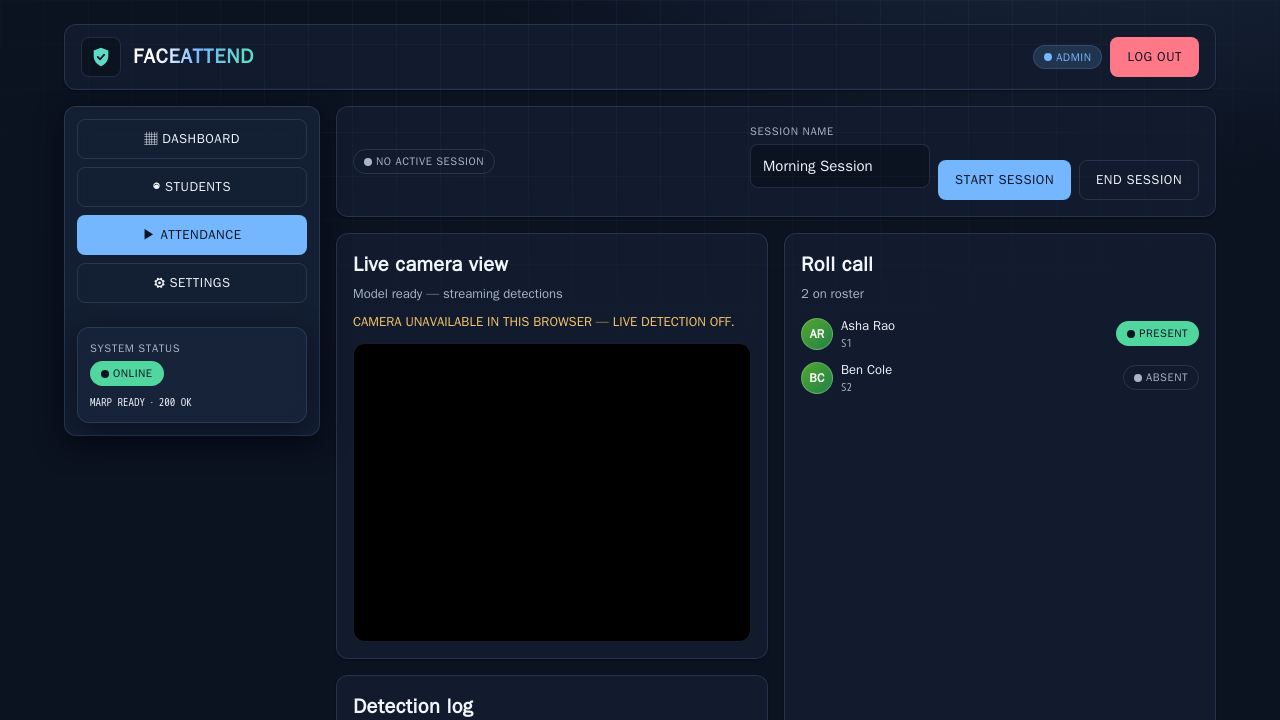 FACEATTEND
ADMIN
LOG OUT
DASHBOARD
STUDENTS
ATTENDANCE
SETTINGS
SYSTEM STATUS
ONLINE
MARP READY · 200 OK
NO ACTIVE SESSION
SESSION NAME
Morning Session
START SESSION
END SESSION
Live camera view
Model ready — streaming detections
CAMERA UNAVAILABLE IN THIS BROWSER — LIVE DETECTION OFF.
Detection log
Roll call
2 on roster
AR
Asha Rao
S1
PRESENT
BC
Ben Cole
S2
ABSENT